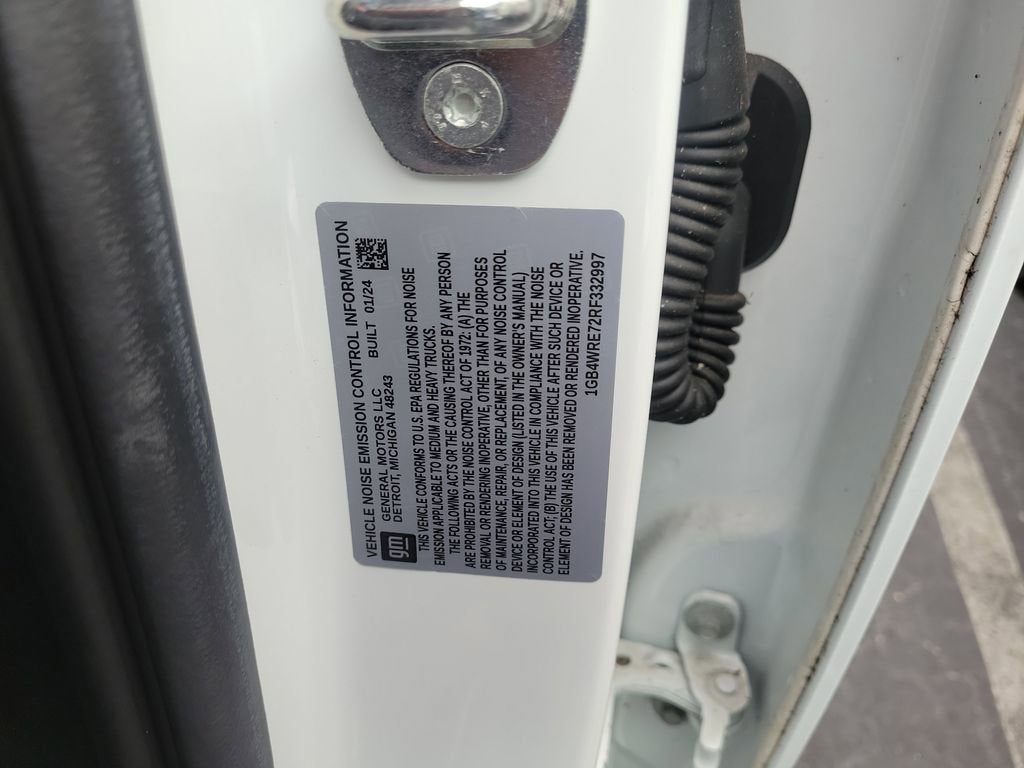 VEHICLE NOISE EMISSION CONTROL INFORMATION
gm
GENERAL MOTORS LLC
DETROIT, MICHIGAN 48243
BUILT 01/24
THIS VEHICLE CONFORMS TO U.S. EPA REGULATIONS FOR NOISE
EMISSION APPLICABLE TO MEDIUM AND HEAVY TRUCKS.
THE FOLLOWING ACTS OR THE CAUSING THEREOF BY ANY PERSON
ARE PROHIBITED BY THE NOISE CONTROL ACT OF 1972: (A) THE
REMOVAL OR RENDERING INOPERATIVE, OTHER THAN FOR PURPOSES
OF MAINTENANCE, REPAIR, OR REPLACEMENT, OF ANY NOISE CONTROL
DEVICE OR ELEMENT OF DESIGN (LISTED IN THE OWNER'S MANUAL)
INCORPORATED INTO THIS VEHICLE IN COMPLIANCE WITH THE NOISE
CONTROL ACT; (B) THE USE OF THIS VEHICLE AFTER SUCH DEVICE OR
ELEMENT OF DESIGN HAS BEEN REMOVED OR RENDERED INOPERATIVE.
1GB4WRE72RF332997